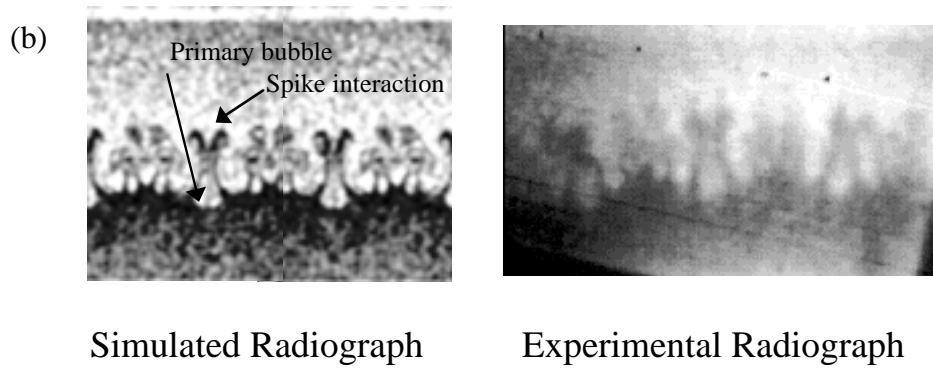 (b)
Primary bubble
Spike interaction
Simulated Radiograph
Experimental Radiograph